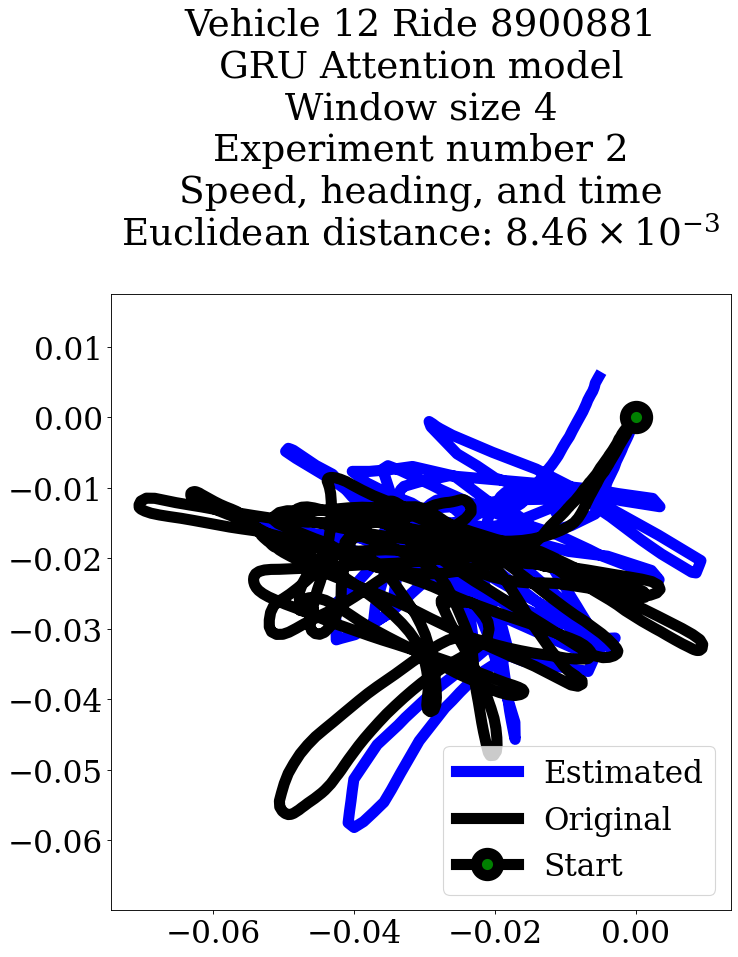 Vehicle 12 Ride 8900881
GRU Attention model
Window size 4
Experiment number 2
Speed, heading, and time
Euclidean distance: 8.46 × 10⁻³
0.01
0.00
−0.01
−0.02
−0.03
−0.04
−0.05
−0.06
Estimated
Original
Start
−0.06 −0.04 −0.02 0.00